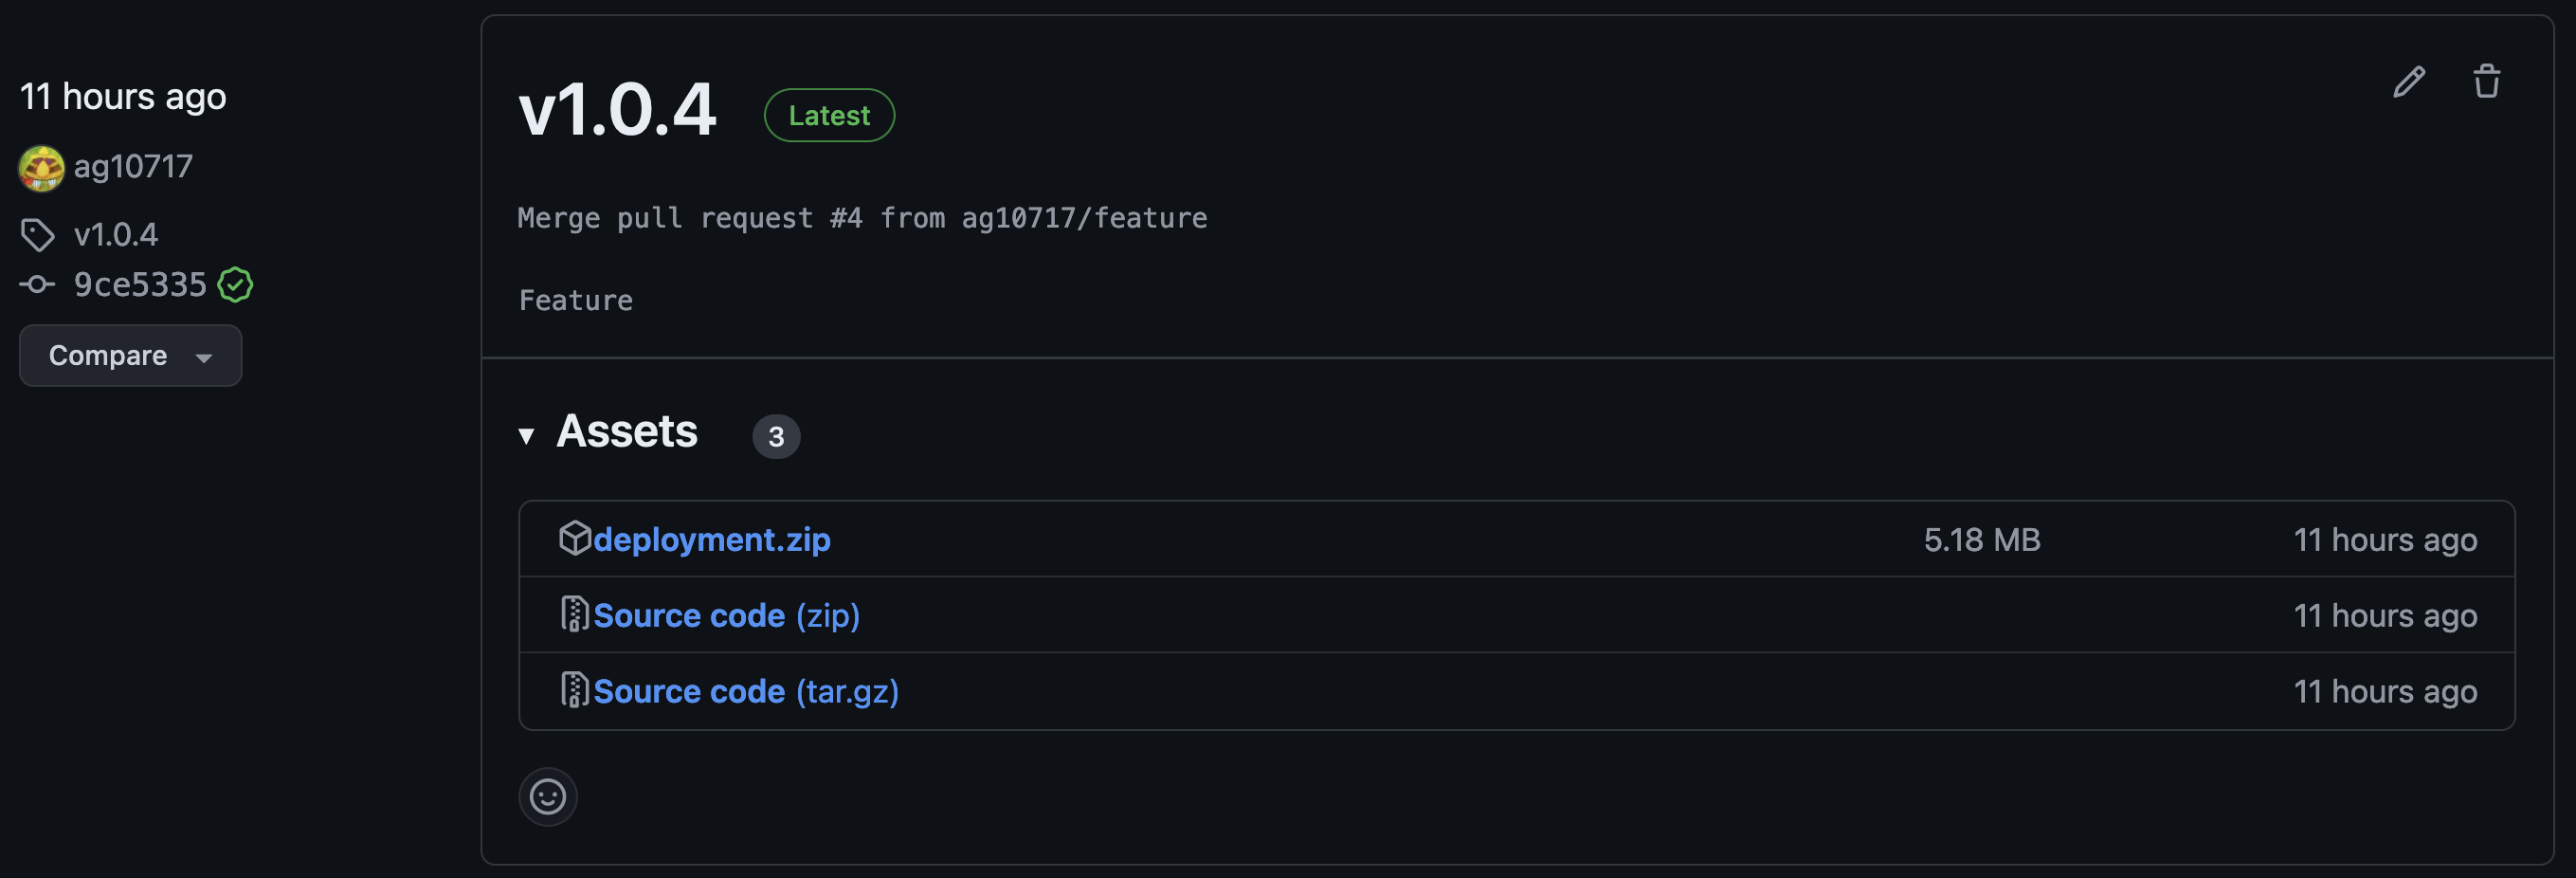 11 hours ago
ag10717
v1.0.4
9ce5335
Compare
v1.0.4 Latest
Merge pull request #4 from ag10717/feature
Feature
Assets 3
deployment.zip 5.18 MB 11 hours ago
Source code (zip) 11 hours ago
Source code (tar.gz) 11 hours ago